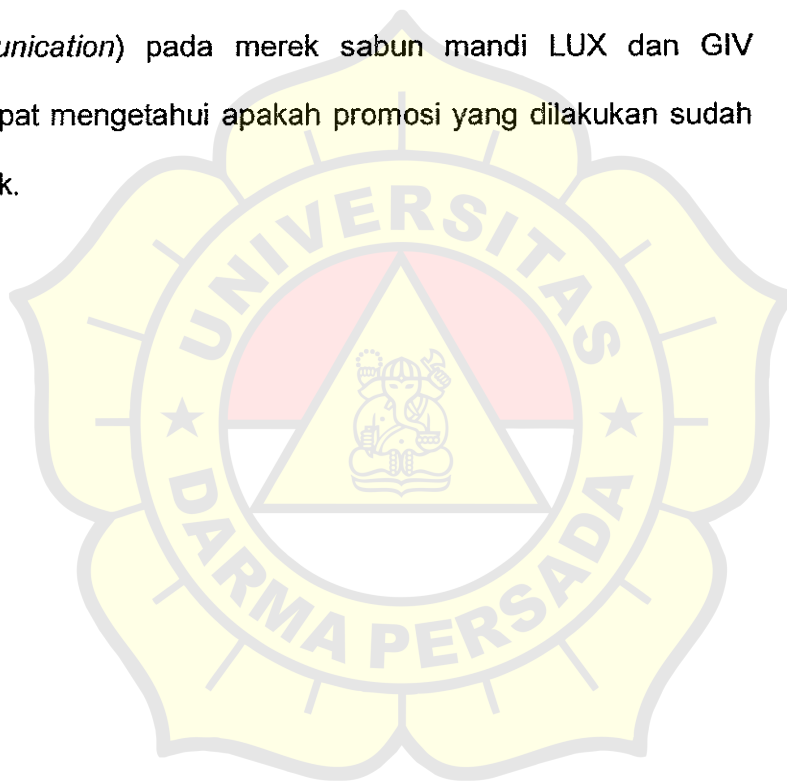 unication) pada merek sabun mandi LUX dan GIV
pat mengetahui apakah promosi yang dilakukan sudah
k.
UNIVERSITAS
DARMA PERSADA